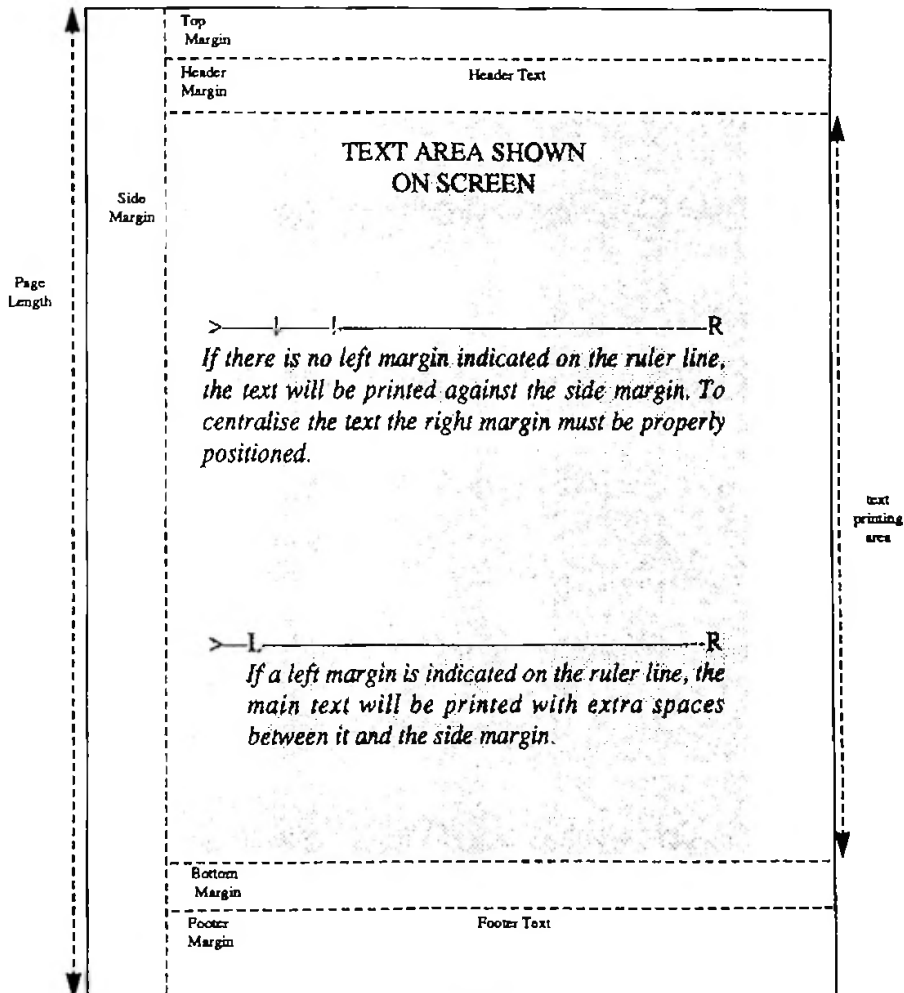 Top
Margin
Header
Margin
Header Text
TEXT AREA SHOWN
ON SCREEN
Side
Margin
Page
Length
>——!——!————————————R
If there is no left margin indicated on the ruler line,
the text will be printed against the side margin. To
centralise the text the right margin must be properly
positioned.
text
printing
area
>—L————————————————R
If a left margin is indicated on the ruler line, the
main text will be printed with extra spaces
between it and the side margin.
Bottom
Margin
Footer
Margin
Footer Text